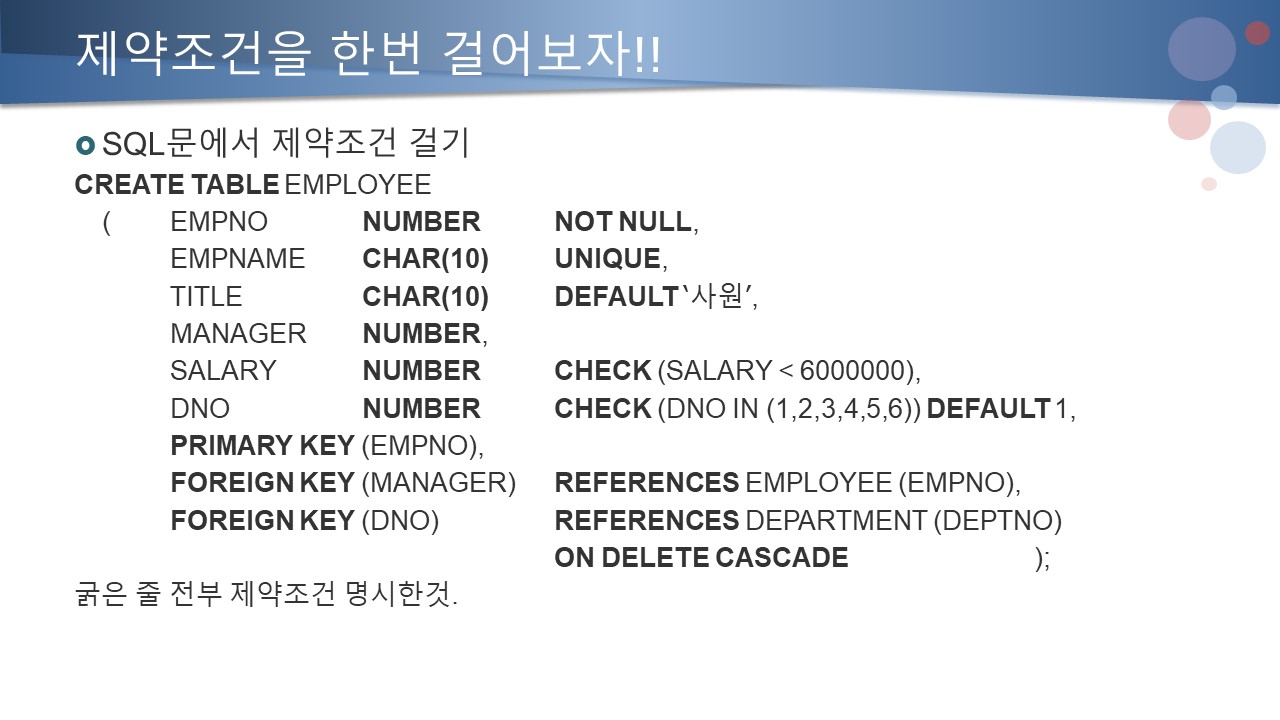 제약조건을 한번 걸어보자!!
SQL문에서 제약조건 걸기
CREATE TABLE EMPLOYEE
( EMPNO NUMBER NOT NULL,
EMPNAME CHAR(10) UNIQUE,
TITLE CHAR(10) DEFAULT ‘사원’,
MANAGER NUMBER,
SALARY NUMBER CHECK (SALARY < 6000000),
DNO NUMBER CHECK (DNO IN (1,2,3,4,5,6)) DEFAULT 1,
PRIMARY KEY (EMPNO),
FOREIGN KEY (MANAGER) REFERENCES EMPLOYEE (EMPNO),
FOREIGN KEY (DNO) REFERENCES DEPARTMENT (DEPTNO)
ON DELETE CASCADE );
굵은 줄 전부 제약조건 명시한것.